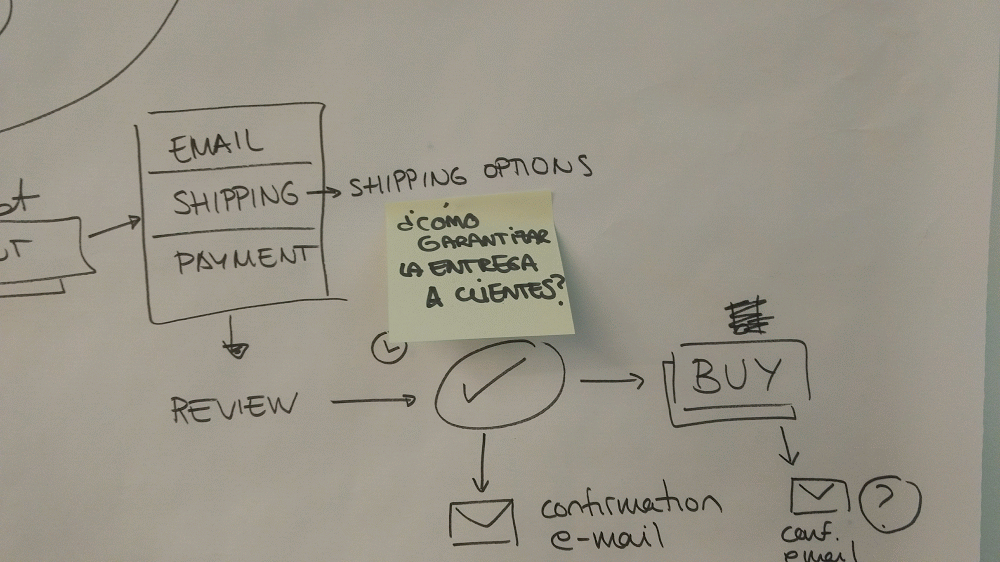 EMAIL
SHIPPING → SHIPPING OPTIONS
PAYMENT
¿CÓMO
GARANTIZAR
LA ENTREGA
A CLIENTES?
REVIEW
BUY
confirmation
e-mail
?
conf.
email